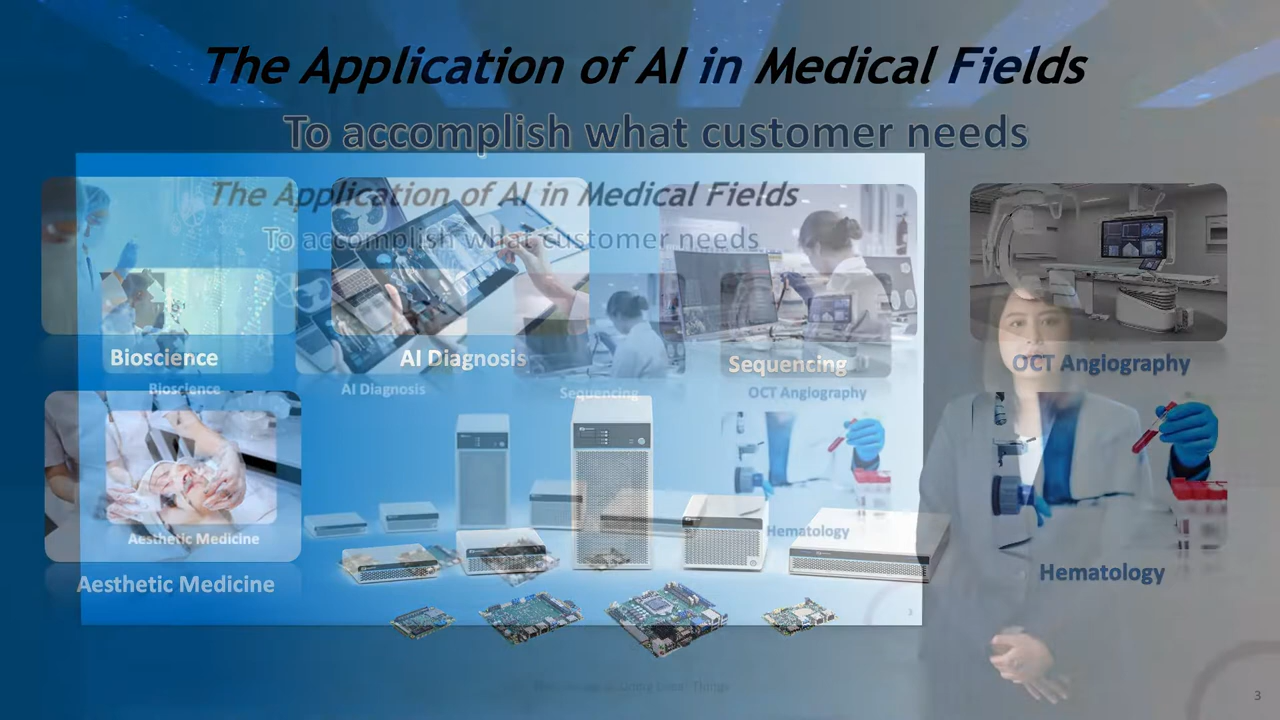 The Application of AI in Medical Fields
To accomplish what customer needs
The Application of AI in Medical Fields
To accomplish what customer needs
Bioscience
AI Diagnosis
Sequencing
OCT Angiography
Bioscience
AI Diagnosis
Sequencing
OCT Angiography
Aesthetic Medicine
Hematology
Aesthetic Medicine
Hematology
3
3